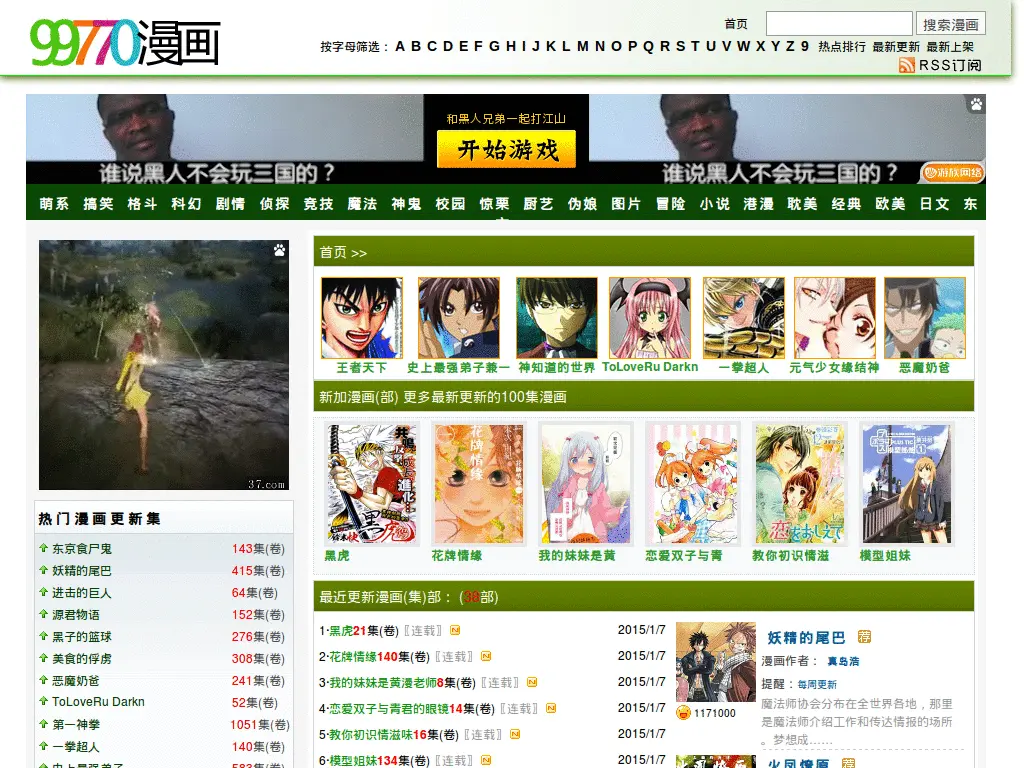 99770漫画
首页
搜索漫画
按字母筛选： A B C D E F G H I J K L M N O P Q R S T U V W X Y Z 9 热点排行 最新更新 最新上架
RSS订阅
和黑人兄弟一起打江山
开始游戏
谁说黑人不会玩三国的？
谁说黑人不会玩三国的？
游族网络
萌系 搞笑 格斗 科幻 剧情 侦探 竞技 魔法 神鬼 校园 惊栗 厨艺 伪娘 图片 冒险 小说 港漫 耽美 经典 欧美 日文 东
37.com
首页 >>
王者天下 史上最强弟子兼一 神知道的世界 ToLoveRu Darkn 一拳超人 元气少女缘结神 恶魔奶爸
新加漫画(部) 更多最新更新的100集漫画
黑虎 花牌情缘 我的妹妹是黄 恋爱双子与青 教你初识情滋 模型姐妹
热门漫画更新集
东京食尸鬼 143集(卷)
妖精的尾巴 415集(卷)
进击的巨人 64集(卷)
源君物语 152集(卷)
黑子的篮球 276集(卷)
美食的俘虏 308集(卷)
恶魔奶爸 241集(卷)
ToLoveRu Darkn 52集(卷)
第一神拳 1051集(卷)
一拳超人 140集(卷)
史上最强弟子 583集(卷)
最近更新漫画(集)部： (38部)
1·黑虎21集(卷)〖连载〗 2015/1/7
2·花牌情缘140集(卷)〖连载〗 2015/1/7
3·我的妹妹是黄漫老师8集(卷)〖连载〗 2015/1/7
4·恋爱双子与青君的眼镜14集(卷)〖连载〗 2015/1/7
5·教你初识情滋味16集(卷)〖连载〗 2015/1/7
6·模型姐妹134集(卷)〖连载〗 2015/1/7
妖精的尾巴 荐
漫画作者： 真岛浩
提醒：每周更新
魔法师协会分布在全世界各地，那里
是魔法师介绍工作和传达情报的场所
。梦想成……
1171000
火凤燎原 荐